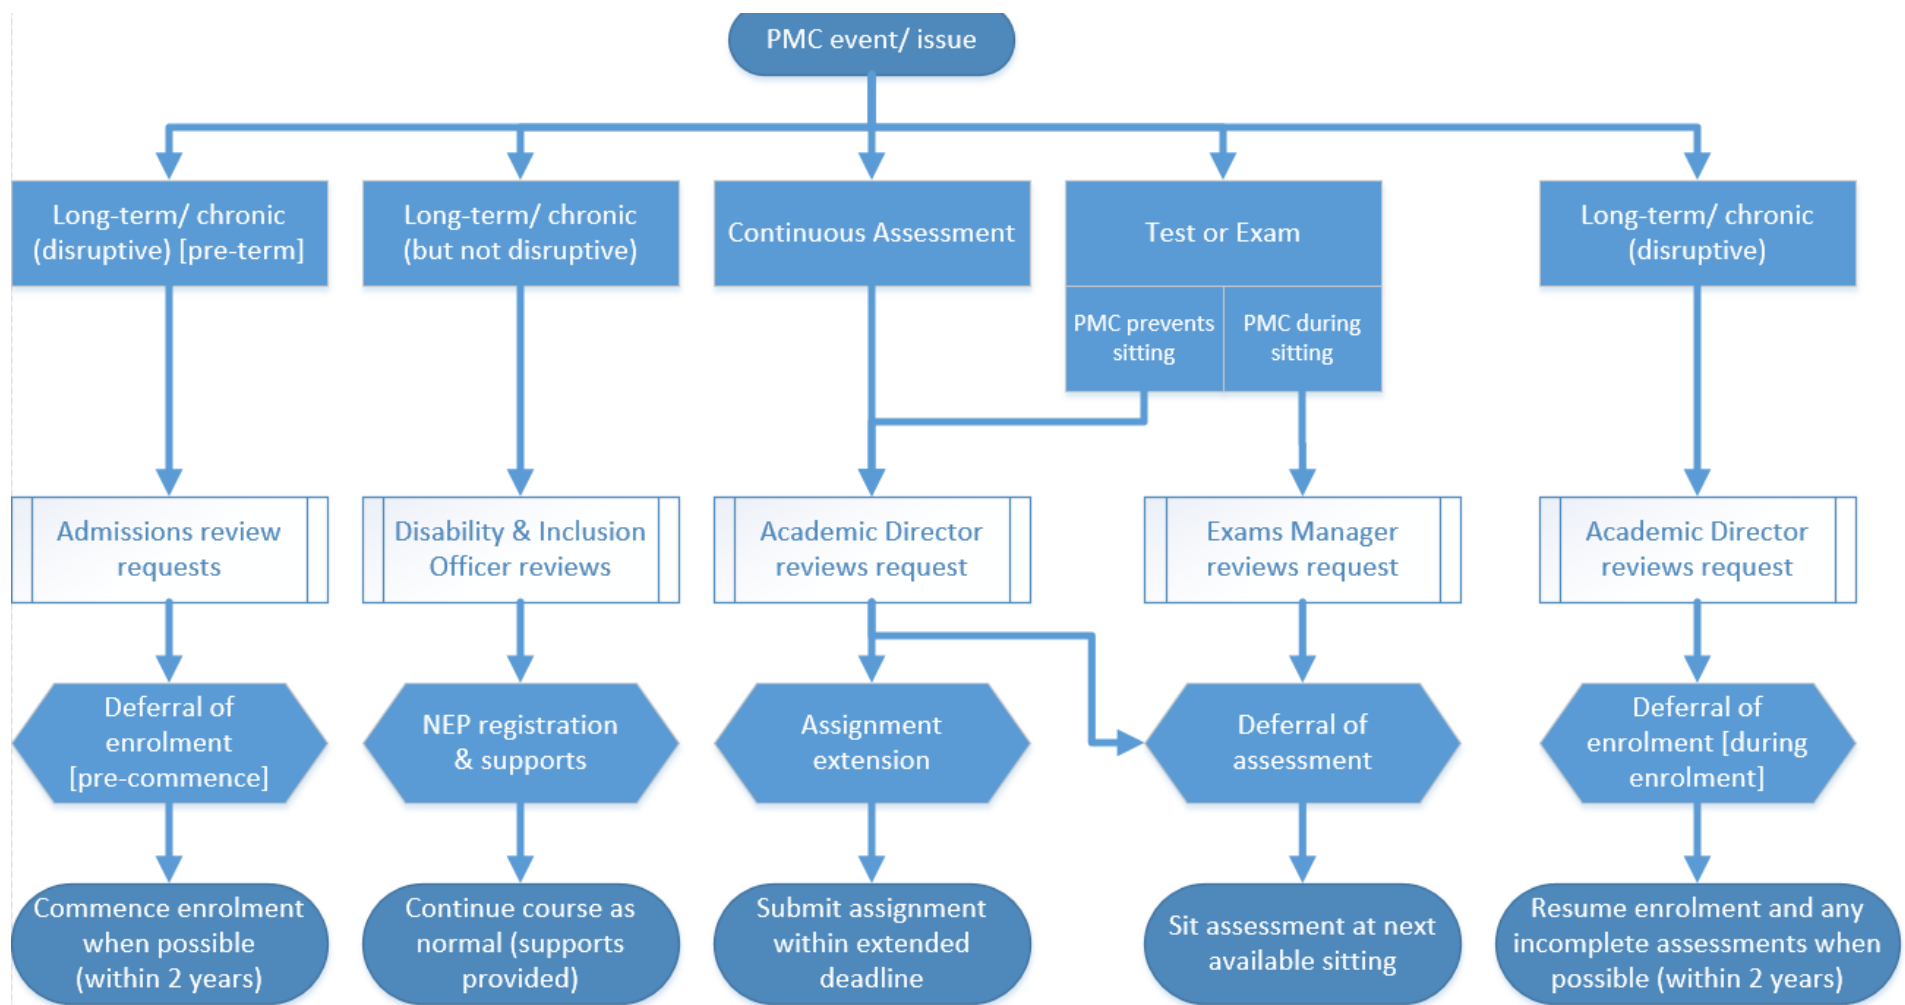 PMC event/ issue
Long-term/ chronic
(disruptive) [pre-term]
Long-term/ chronic
(but not disruptive)
Continuous Assessment
Test or Exam
PMC prevents
sitting
PMC during
sitting
Long-term/ chronic
(disruptive)
Admissions review
requests
Disability & Inclusion
Officer reviews
Academic Director
reviews request
Exams Manager
reviews request
Academic Director
reviews request
Deferral of
enrolment
[pre-commence]
NEP registration
& supports
Assignment
extension
Deferral of
assessment
Deferral of
enrolment [during
enrolment]
Commence enrolment
when possible
(within 2 years)
Continue course as
normal (supports
provided)
Submit assignment
within extended
deadline
Sit assessment at next
available sitting
Resume enrolment and any
incomplete assessments when
possible (within 2 years)